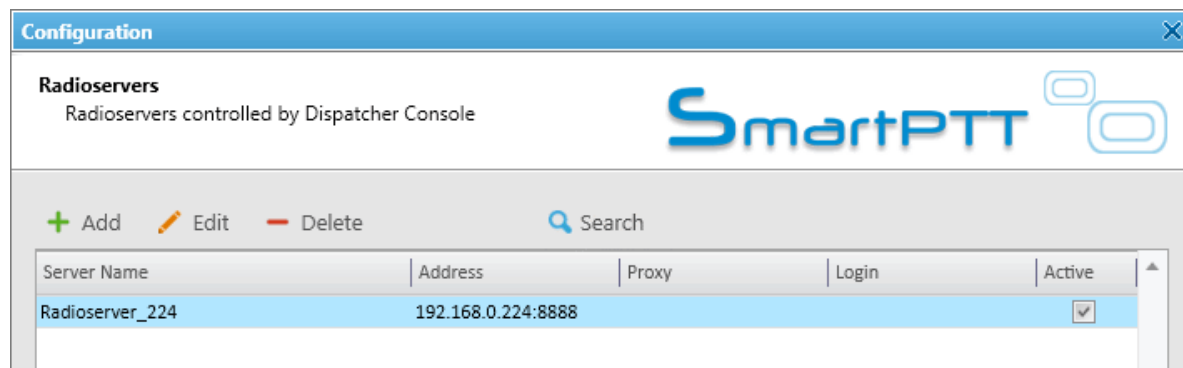 Configuration
Radioservers
Radioservers controlled by Dispatcher Console
SmartPTT
Add Edit Delete Search
Server Name Address Proxy Login Active
Radioserver_224 192.168.0.224:8888